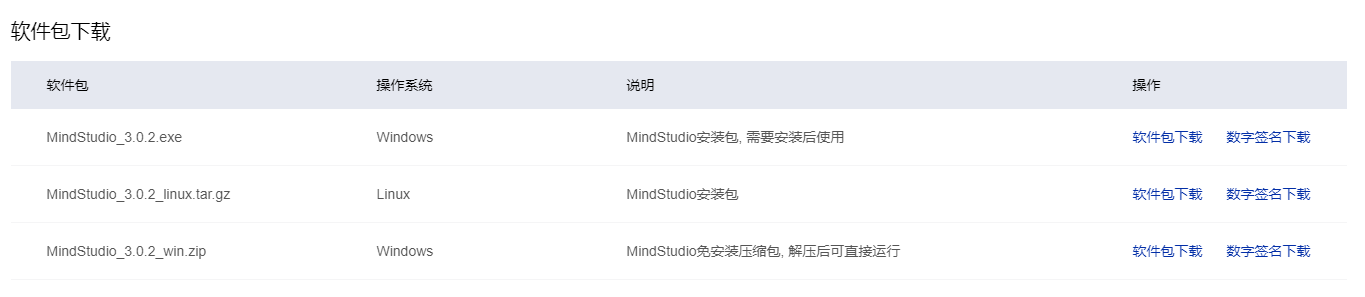 软件包下载
软件包 操作系统 说明 操作
MindStudio_3.0.2.exe Windows MindStudio安装包, 需要安装后使用 软件包下载 数字签名下载
MindStudio_3.0.2_linux.tar.gz Linux MindStudio安装包 软件包下载 数字签名下载
MindStudio_3.0.2_win.zip Windows MindStudio免安装压缩包, 解压后可直接运行 软件包下载 数字签名下载